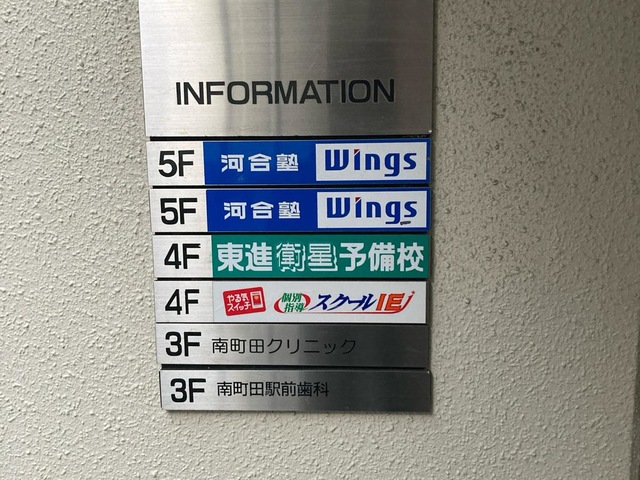 INFORMATION
5F 河合塾 Wings
5F 河合塾 Wings
4F 東進衛星予備校
4F やる気スイッチ 個別指導 スクールIE
3F 南町田クリニック
3F 南町田駅前歯科